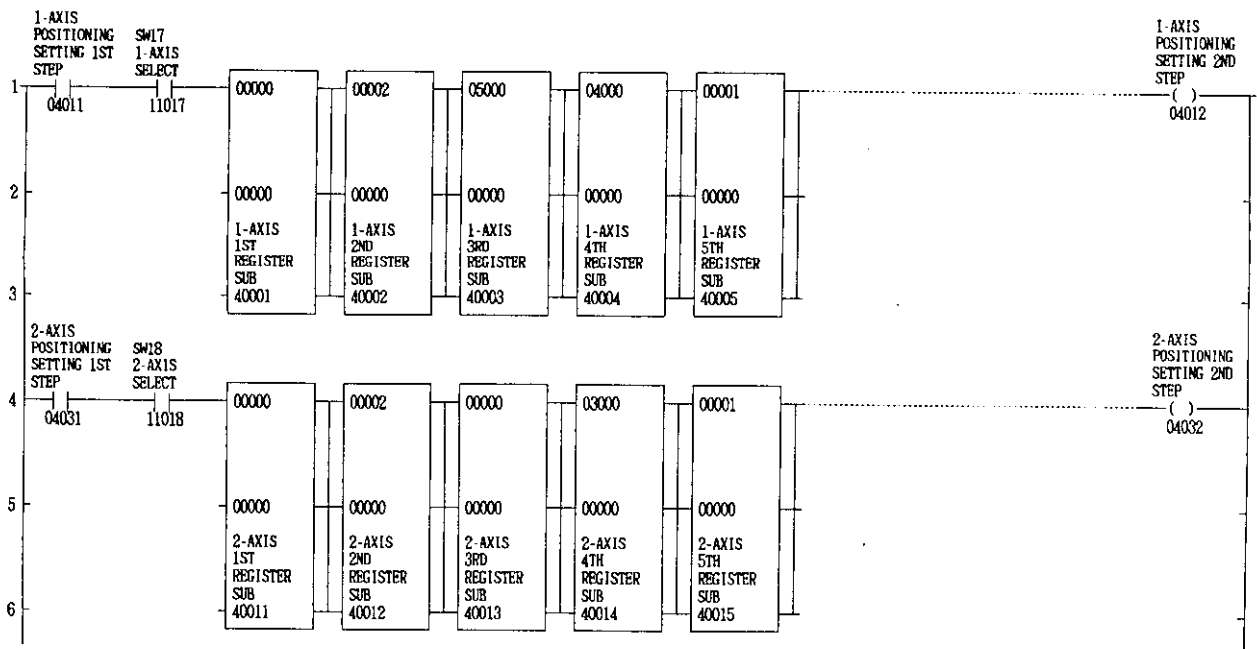 1-AXIS
POSITIONING
SETTING 1ST
STEP
04011
SW17
1-AXIS
SELECT
11017
1-AXIS
POSITIONING
SETTING 2ND
STEP
( )
04012
1
00000
00002
05000
04000
00001
2
00000
00000
00000
00000
00000
1-AXIS
1ST
REGISTER
SUB
40001
1-AXIS
2ND
REGISTER
SUB
40002
1-AXIS
3RD
REGISTER
SUB
40003
1-AXIS
4TH
REGISTER
SUB
40004
1-AXIS
5TH
REGISTER
SUB
40005
3
2-AXIS
POSITIONING
SETTING 1ST
STEP
04031
SW18
2-AXIS
SELECT
11018
2-AXIS
POSITIONING
SETTING 2ND
STEP
( )
04032
4
00000
00002
00000
03000
00001
5
00000
00000
00000
00000
00000
2-AXIS
1ST
REGISTER
SUB
40011
2-AXIS
2ND
REGISTER
SUB
40012
2-AXIS
3RD
REGISTER
SUB
40013
2-AXIS
4TH
REGISTER
SUB
40014
2-AXIS
5TH
REGISTER
SUB
40015
6